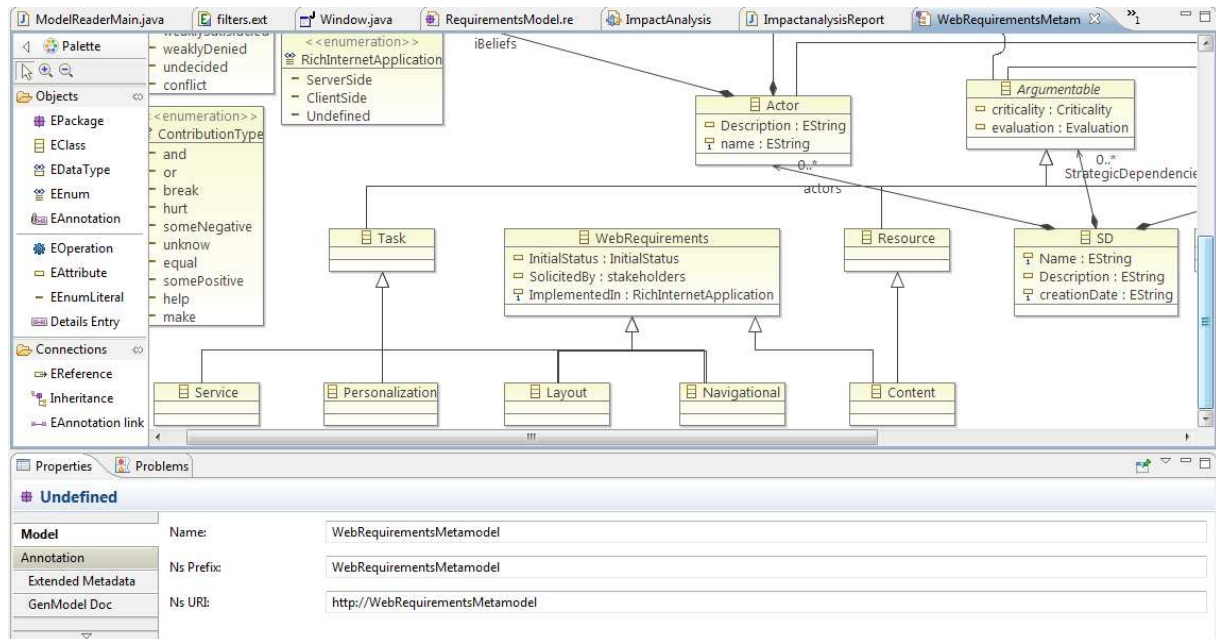 ModelReaderMain.java
filters.ext
Window.java
RequirementsModel.re
ImpactAnalysis
ImpactanalysisReport
WebRequirementsMetam
»1
Palette
Objects
EPackage
EClass
EDataType
EEnum
EAnnotation
EOperation
EAttribute
EEnumLiteral
Details Entry
Connections
EReference
Inheritance
EAnnotation link
weaklySatisfied
weaklyDenied
undecided
conflict
<<enumeration>>
RichInternetApplication
ServerSide
ClientSide
Undefined
<enumeration>>
ContributionType
and
or
break
hurt
someNegative
unknow
equal
somePositive
help
make
iBeliefs
Actor
Description : EString
name : EString
0..*
actors
Argumentable
criticality : Criticality
evaluation : Evaluation
0..*
StrategicDependencie
Task
WebRequirements
InitialStatus : InitialStatus
SolicitedBy : stakeholders
ImplementedIn : RichInternetApplication
Resource
SD
Name : EString
Description : EString
creationDate : EString
Service
Personalization
Layout
Navigational
Content
Properties
Problems
Undefined
Model
Annotation
Extended Metadata
GenModel Doc
Name:
WebRequirementsMetamodel
Ns Prefix:
WebRequirementsMetamodel
Ns URI:
http://WebRequirementsMetamodel